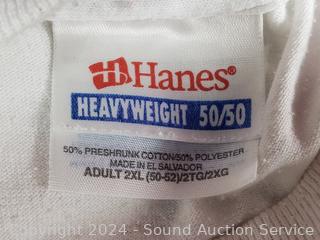 Hanes®
HEAVYWEIGHT 50/50
50% PRESHRUNK COTTON/50% POLYESTER
MADE IN EL SALVADOR
ADULT 2XL (50-52)/2TG/2XG
Copyright 2024 - Sound Auction Service